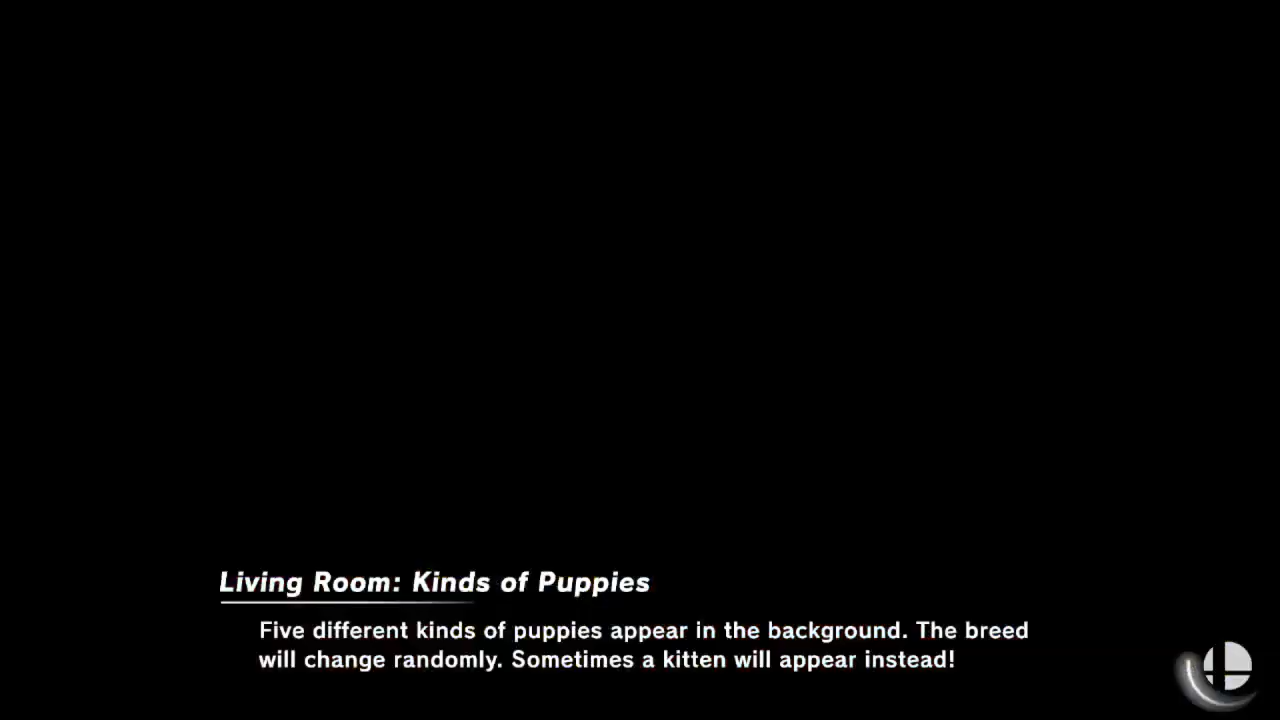 Living Room: Kinds of Puppies
Five different kinds of puppies appear in the background. The breed
will change randomly. Sometimes a kitten will appear instead!